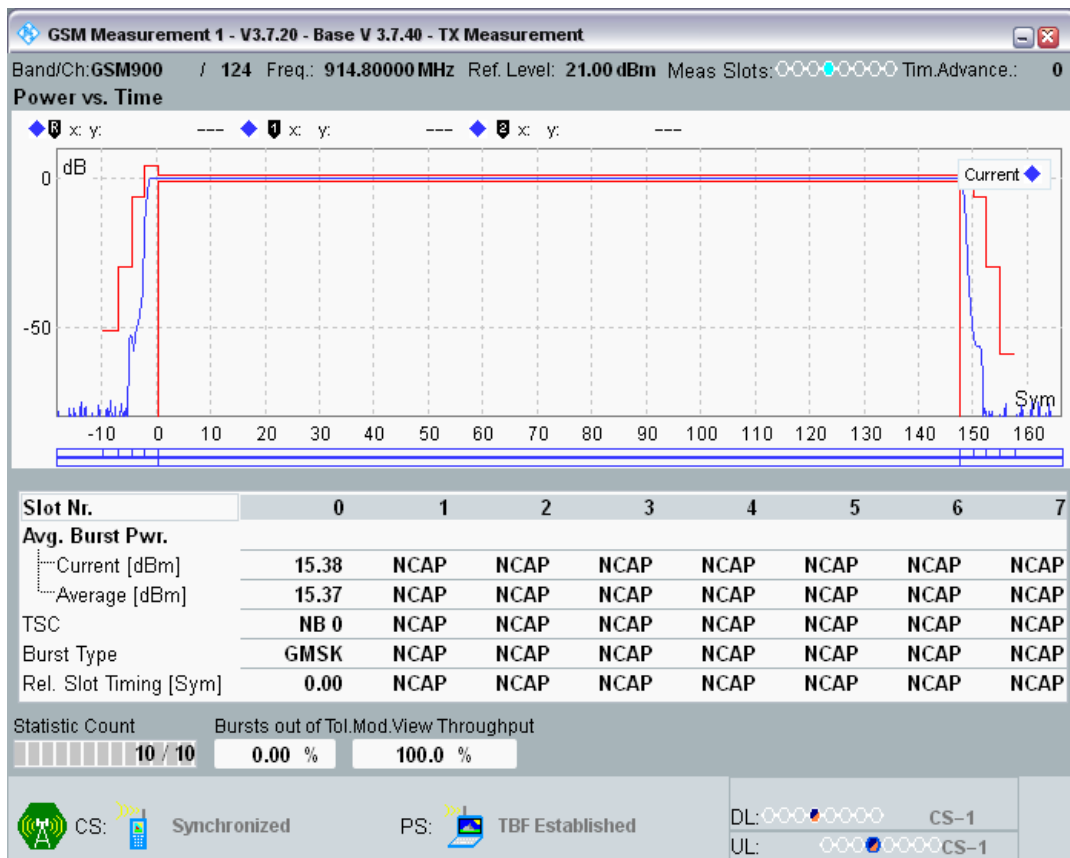 GSM Measurement 1 - V3.7.20 - Base V 3.7.40 - TX Measurement
Band/Ch:GSM900 / 124 Freq.: 914.80000 MHz Ref. Level: 21.00 dBm Meas Slots: Tim.Advance.: 0
Power vs. Time
R x: y: --- 1 x: y: --- 2 x: y: ---
dB
Current
0
-50
Sym
-10 0 10 20 30 40 50 60 70 80 90 100 110 120 130 140 150 160
Slot Nr. 0 1 2 3 4 5 6 7
Avg. Burst Pwr.
Current [dBm] 15.38 NCAP NCAP NCAP NCAP NCAP NCAP NCAP
Average [dBm] 15.37 NCAP NCAP NCAP NCAP NCAP NCAP NCAP
TSC NB 0 NCAP NCAP NCAP NCAP NCAP NCAP NCAP
Burst Type GMSK NCAP NCAP NCAP NCAP NCAP NCAP NCAP
Rel. Slot Timing [Sym] 0.00 NCAP NCAP NCAP NCAP NCAP NCAP NCAP
Statistic Count Bursts out of Tol.Mod.View Throughput
10 / 10 0.00 % 100.0 %
CS: Synchronized PS: TBF Established
DL: CS-1
UL: CS-1